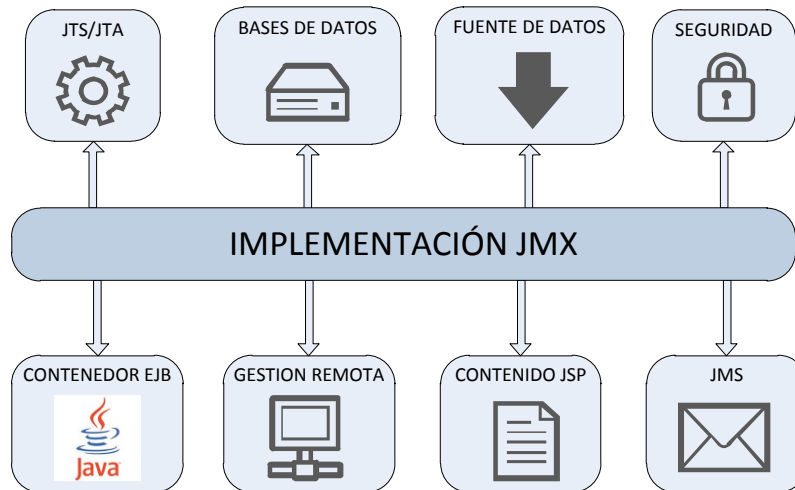 JTS/JTA
BASES DE DATOS
FUENTE DE DATOS
SEGURIDAD
IMPLEMENTACIÓN JMX
CONTENEDOR EJB
GESTION REMOTA
CONTENIDO JSP
JMS
Java